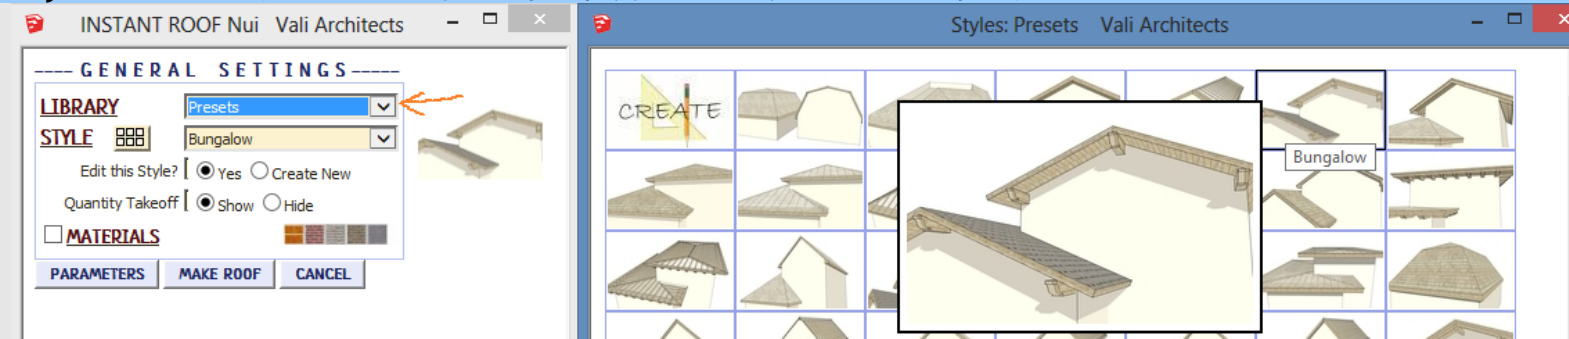 INSTANT ROOF Nui Vali Architects
---- GENERAL SETTINGS-----
LIBRARY Presets
STYLE Bungalow
Edit this Style? Yes Create New
Quantity Takeoff Show Hide
MATERIALS
PARAMETERS MAKE ROOF CANCEL
Styles: Presets Vali Architects
CREATE
Bungalow